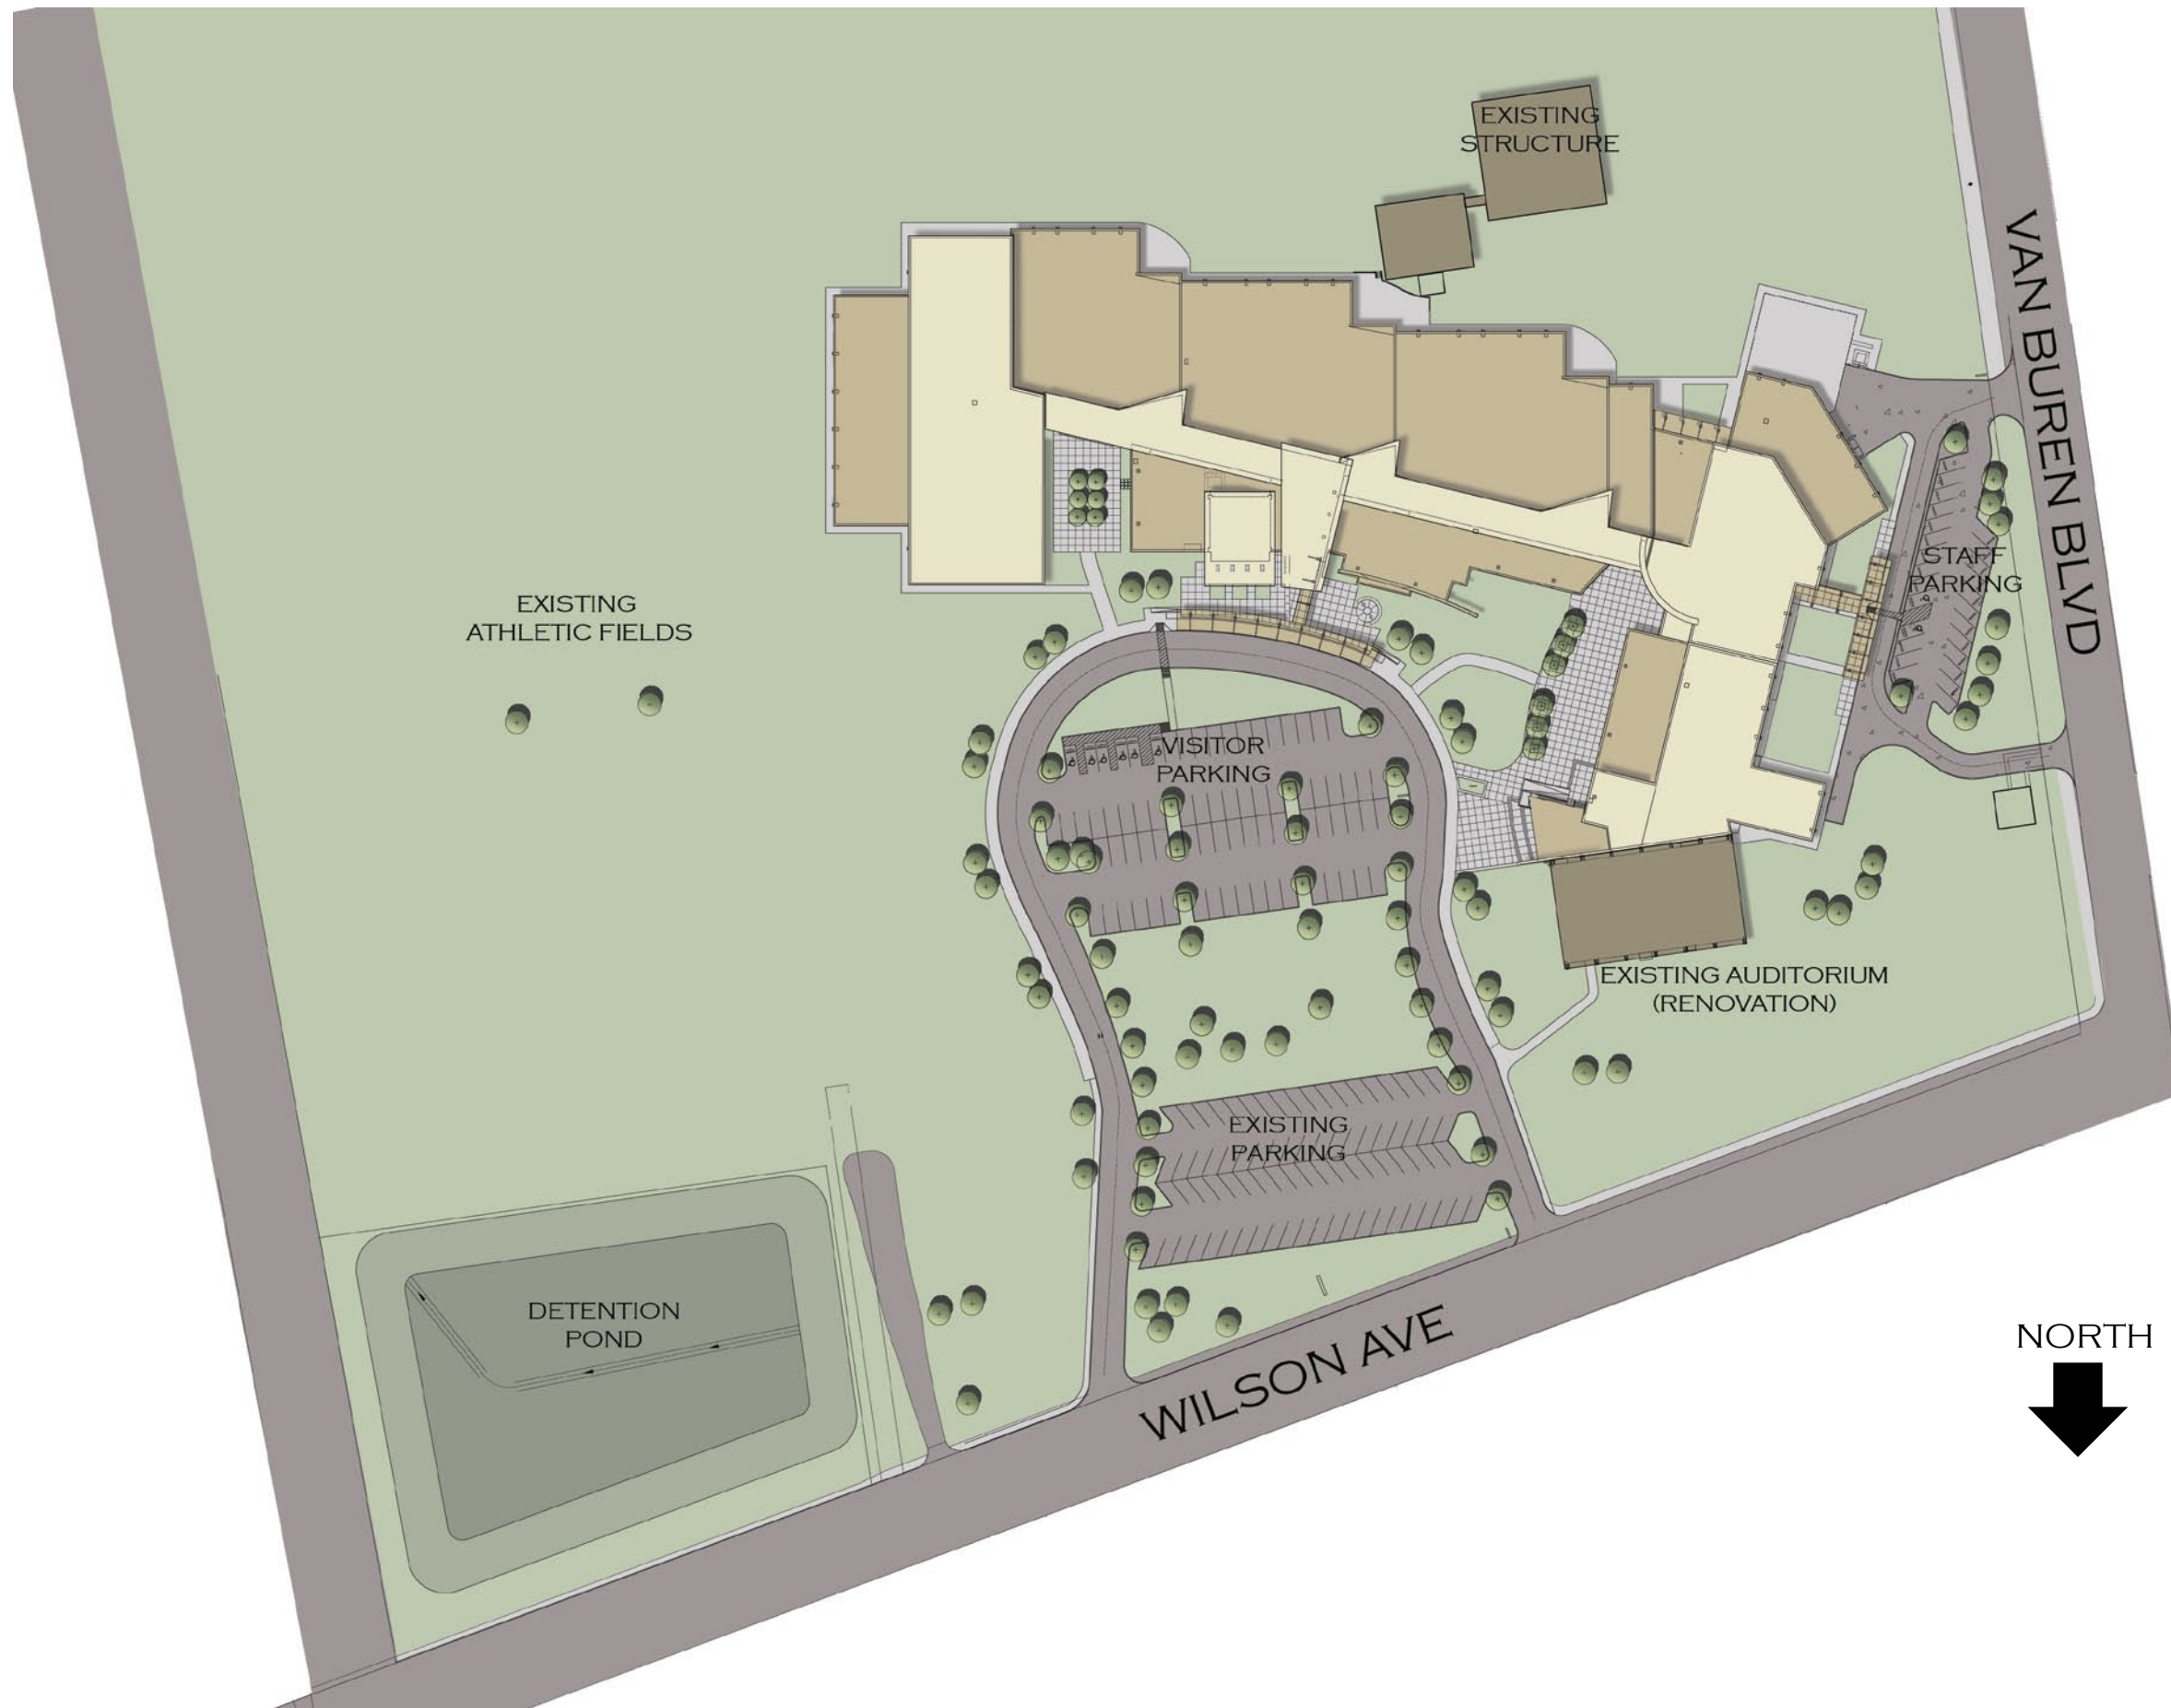 EXISTING
STRUCTURE
VAN BUREN BLVD
STAFF
PARKING
EXISTING
ATHLETIC FIELDS
VISITOR
PARKING
EXISTING AUDITORIUM
(RENOVATION)
EXISTING
PARKING
DETENTION
POND
WILSON AVE
NORTH